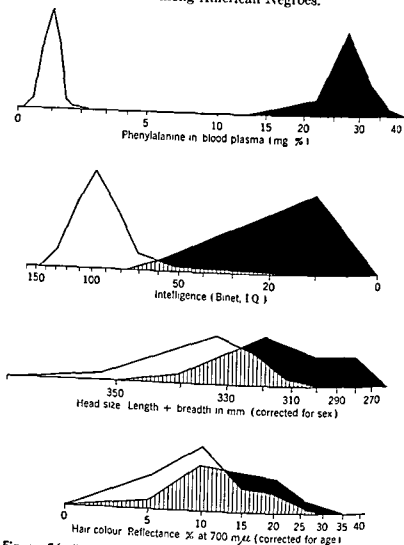 among American Negroes.
0 5 10 15 20 30 40
Phenylalanine in blood plasma (mg %)
150 100 50 20 0
Intelligence (Binet, I Q)
350 330 310 290 270
Head size Length + breadth in mm (corrected for sex)
0 5 10 15 20 25 30 35 40
Hair colour Reflectance % at 700 mμ (corrected for age)